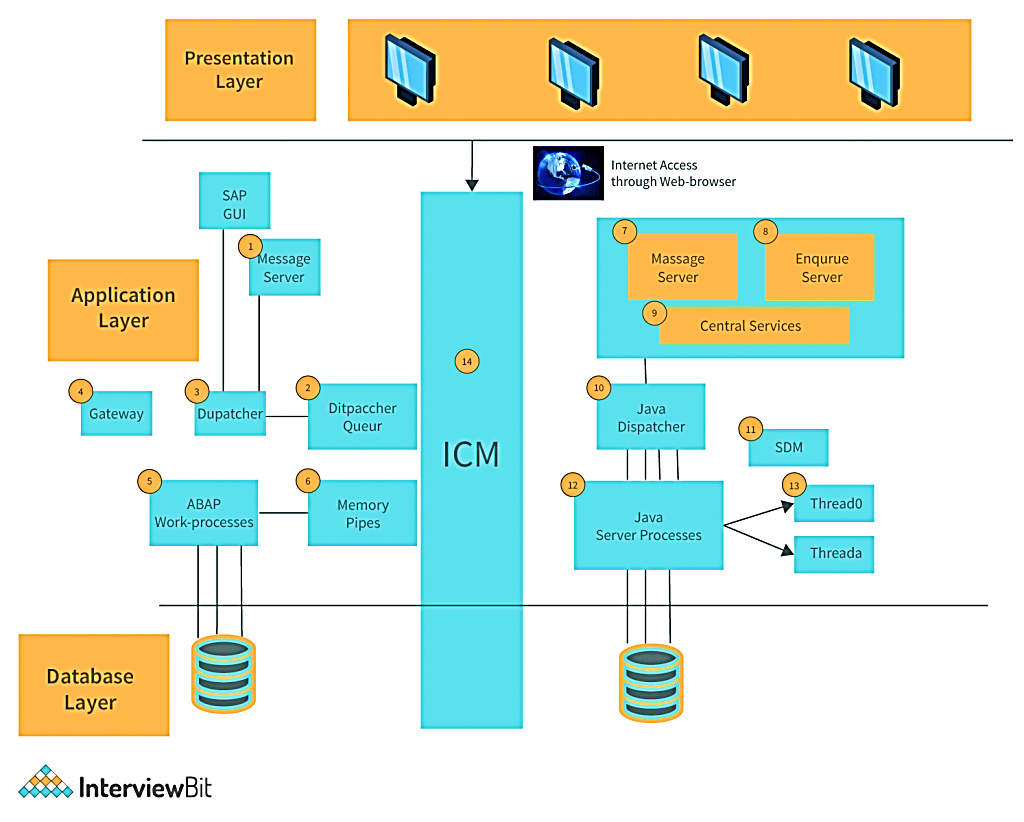 Presentation
Layer
Internet Access
through Web-browser
SAP
GUI
1
Message
Server
7
Massage
Server
8
Enqurue
Server
9
Central Services
Application
Layer
14
ICM
4
Gateway
3
Dupatcher
2
Ditpaccher
Queur
10
Java
Dispatcher
11
SDM
5
ABAP
Work-processes
6
Memory
Pipes
12
Java
Server Processes
13
Thread0
Threada
Database
Layer
InterviewBit